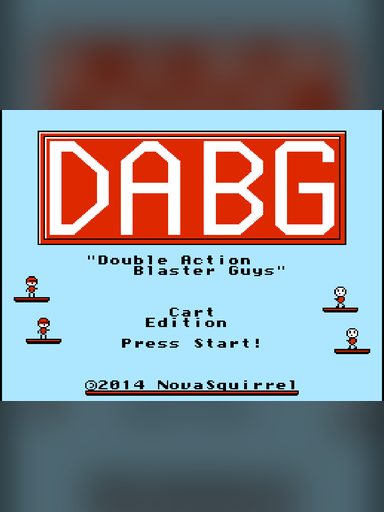 DABG
"Double Action
Blaster Guys"
Cart
Edition
Press Start!
©2014 NovaSquirrel